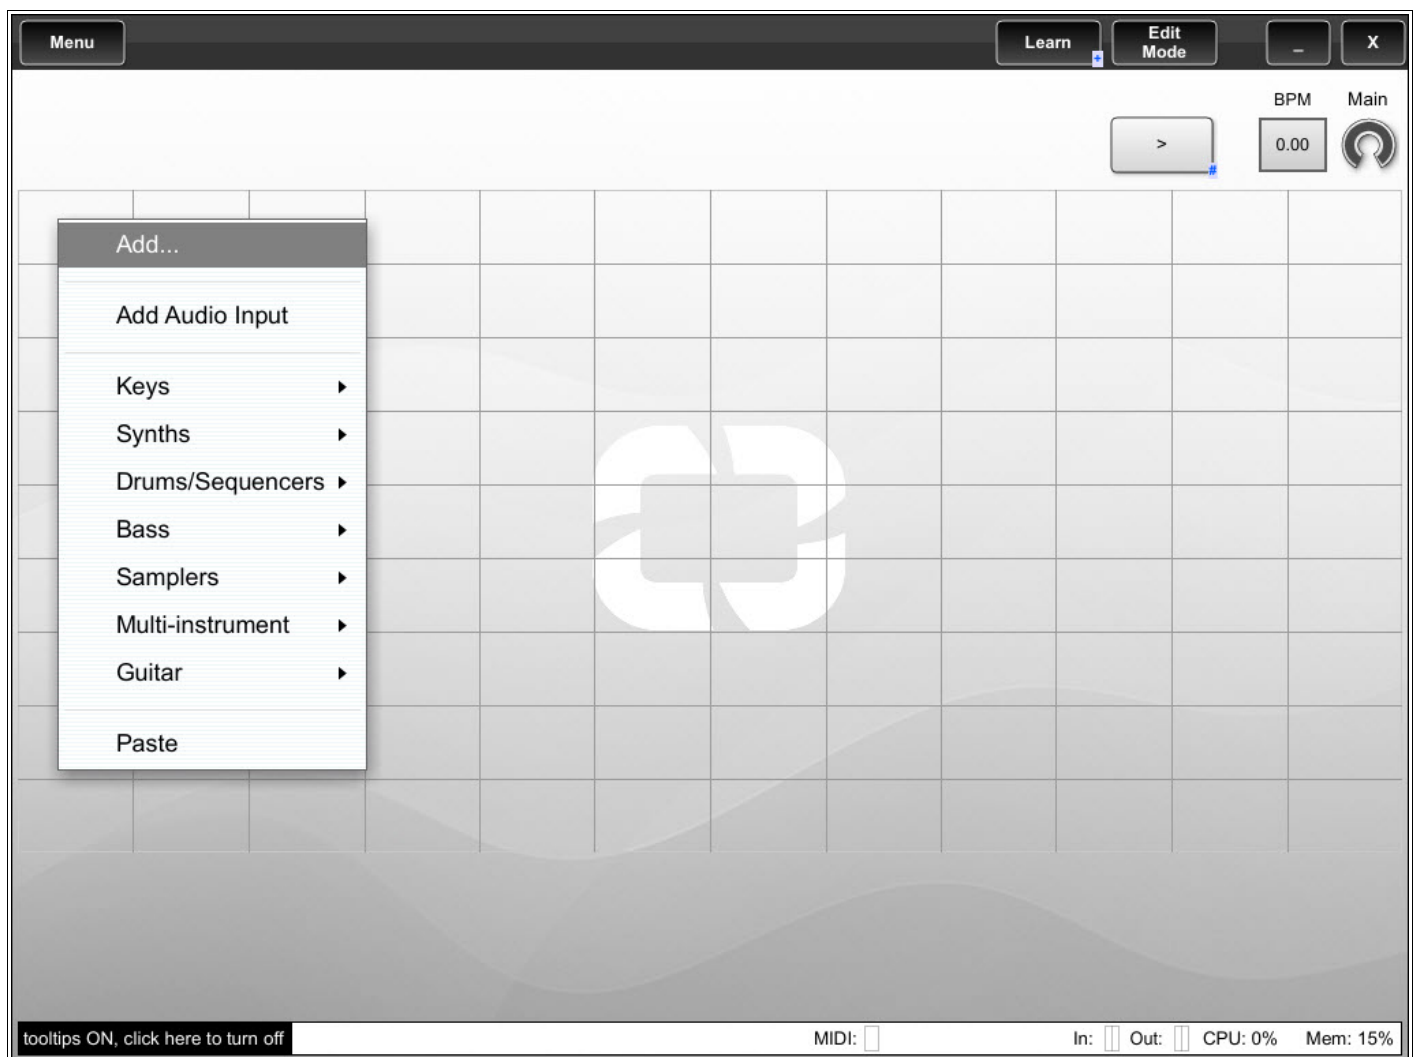 Menu
Learn
+
Edit
Mode
_
X
BPM
Main
>
#
0.00
Add...
Add Audio Input
Keys
Synths
Drums/Sequencers
Bass
Samplers
Multi-instrument
Guitar
Paste
tooltips ON, click here to turn off
MIDI:
In:
Out:
CPU: 0%
Mem: 15%